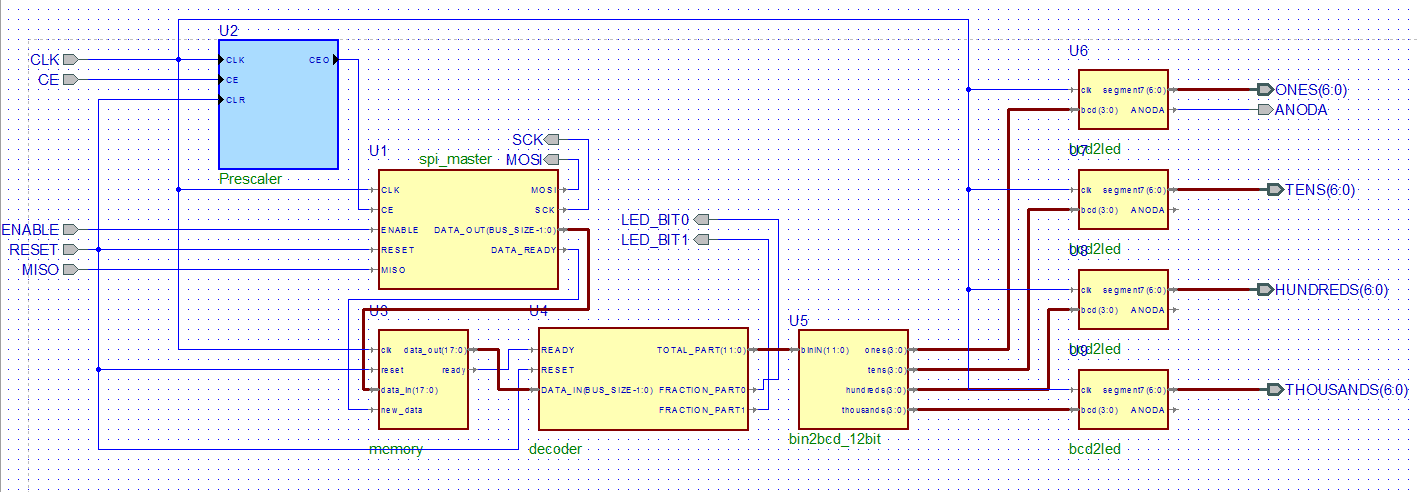 U2
CLK
CE
CLK
CE
CLR
CEO
Prescaler
SCK
MOSI
U1
spi_master
CLK
CE
ENABLE
RESET
MISO
MOSI
SCK
DATA_OUT(BUS_SIZE-1:0)
DATA_READY
ENABLE
RESET
MISO
LED_BIT0
LED_BIT1
U3
clk
reset
data_in(17:0)
new_data
data_out(17:0)
ready
memory
U4
READY
RESET
DATA_IN(BUS_SIZE-1:0)
TOTAL_PART(11:0)
FRACTION_PART0
FRACTION_PART1
decoder
U5
binIN(11:0)
ones(3:0)
tens(3:0)
hundreds(3:0)
thousands(3:0)
bin2bcd_12bit
U6
clk
bcd(3:0)
segment7(6:0)
ANODA
ONES(6:0)
ANODA
bcd2led
U7
clk
bcd(3:0)
segment7(6:0)
ANODA
TENS(6:0)
bcd2led
U8
clk
bcd(3:0)
segment7(6:0)
ANODA
HUNDREDS(6:0)
bcd2led
U9
clk
bcd(3:0)
segment7(6:0)
ANODA
THOUSANDS(6:0)
bcd2led